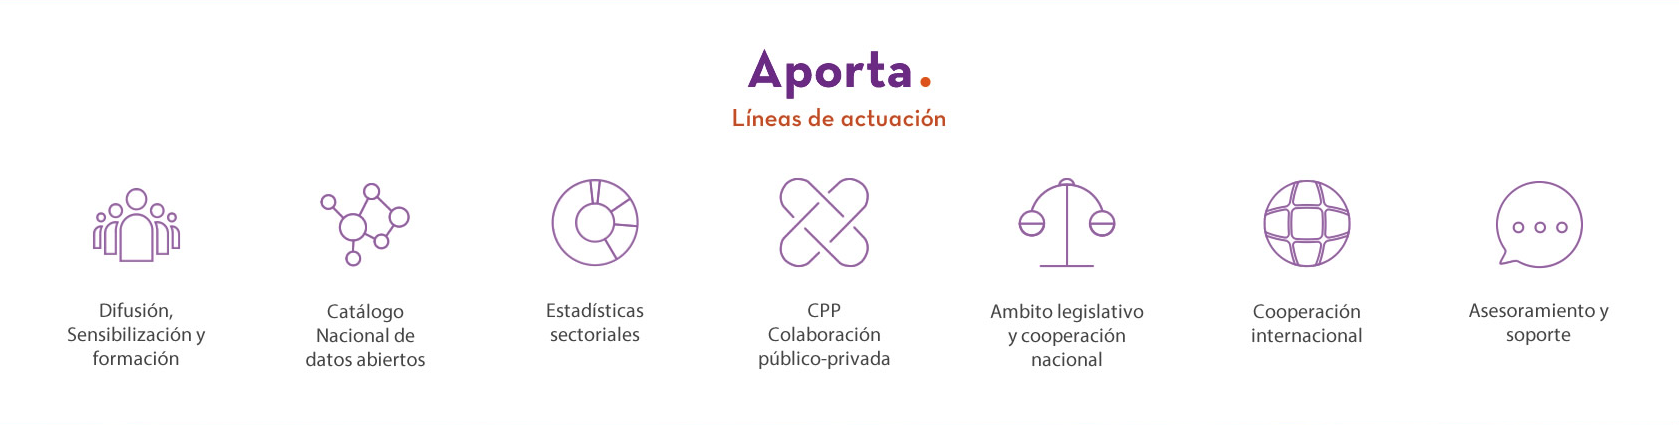 Aporta.
Líneas de actuación
Difusión,
Sensibilización y
formación
Catálogo
Nacional de
datos abiertos
Estadísticas
sectoriales
CPP
Colaboración
público-privada
Ambito legislativo
y cooperación
nacional
Cooperación
internacional
Asesoramiento y
soporte